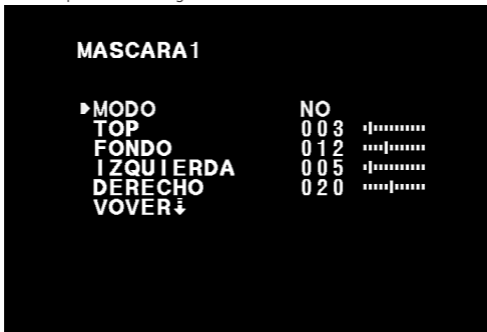 MASCARA1
MODO NO
TOP 003
FONDO 012
IZQUIERDA 005
DERECHO 020
VOVER